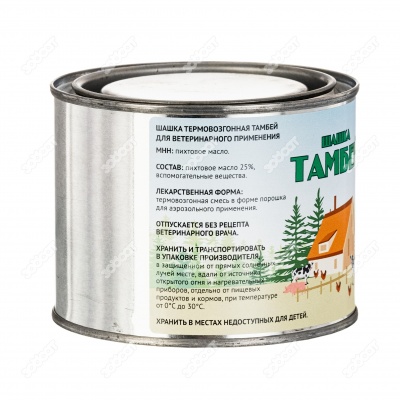 ШАШКА ТЕРМОВОЗГОННАЯ ТАМБЕЙ
ДЛЯ ВЕТЕРИНАРНОГО ПРИМЕНЕНИЯ
МНН: пихтовое масло.
СОСТАВ: пихтовое масло 25%,
вспомогательные вещества.
ЛЕКАРСТВЕННАЯ ФОРМА:
термовозгонная смесь в форме порошка
для аэрозольного применения.
ОТПУСКАЕТСЯ БЕЗ РЕЦЕПТА
ВЕТЕРИНАРНОГО ВРАЧА.
ХРАНИТЬ И ТРАНСПОРТИРОВАТЬ
В УПАКОВКЕ ПРОИЗВОДИТЕЛЯ
в защищенном от прямых солнечных
лучей месте, вдали от источников
открытого огня и нагревательных
приборов, отдельно от пищевых
продуктов и кормов, при температуре
от 0°С до 30°С.
ХРАНИТЬ В МЕСТАХ НЕДОСТУПНЫХ ДЛЯ ДЕТЕЙ.
ШАШКА
ТАМБЕ